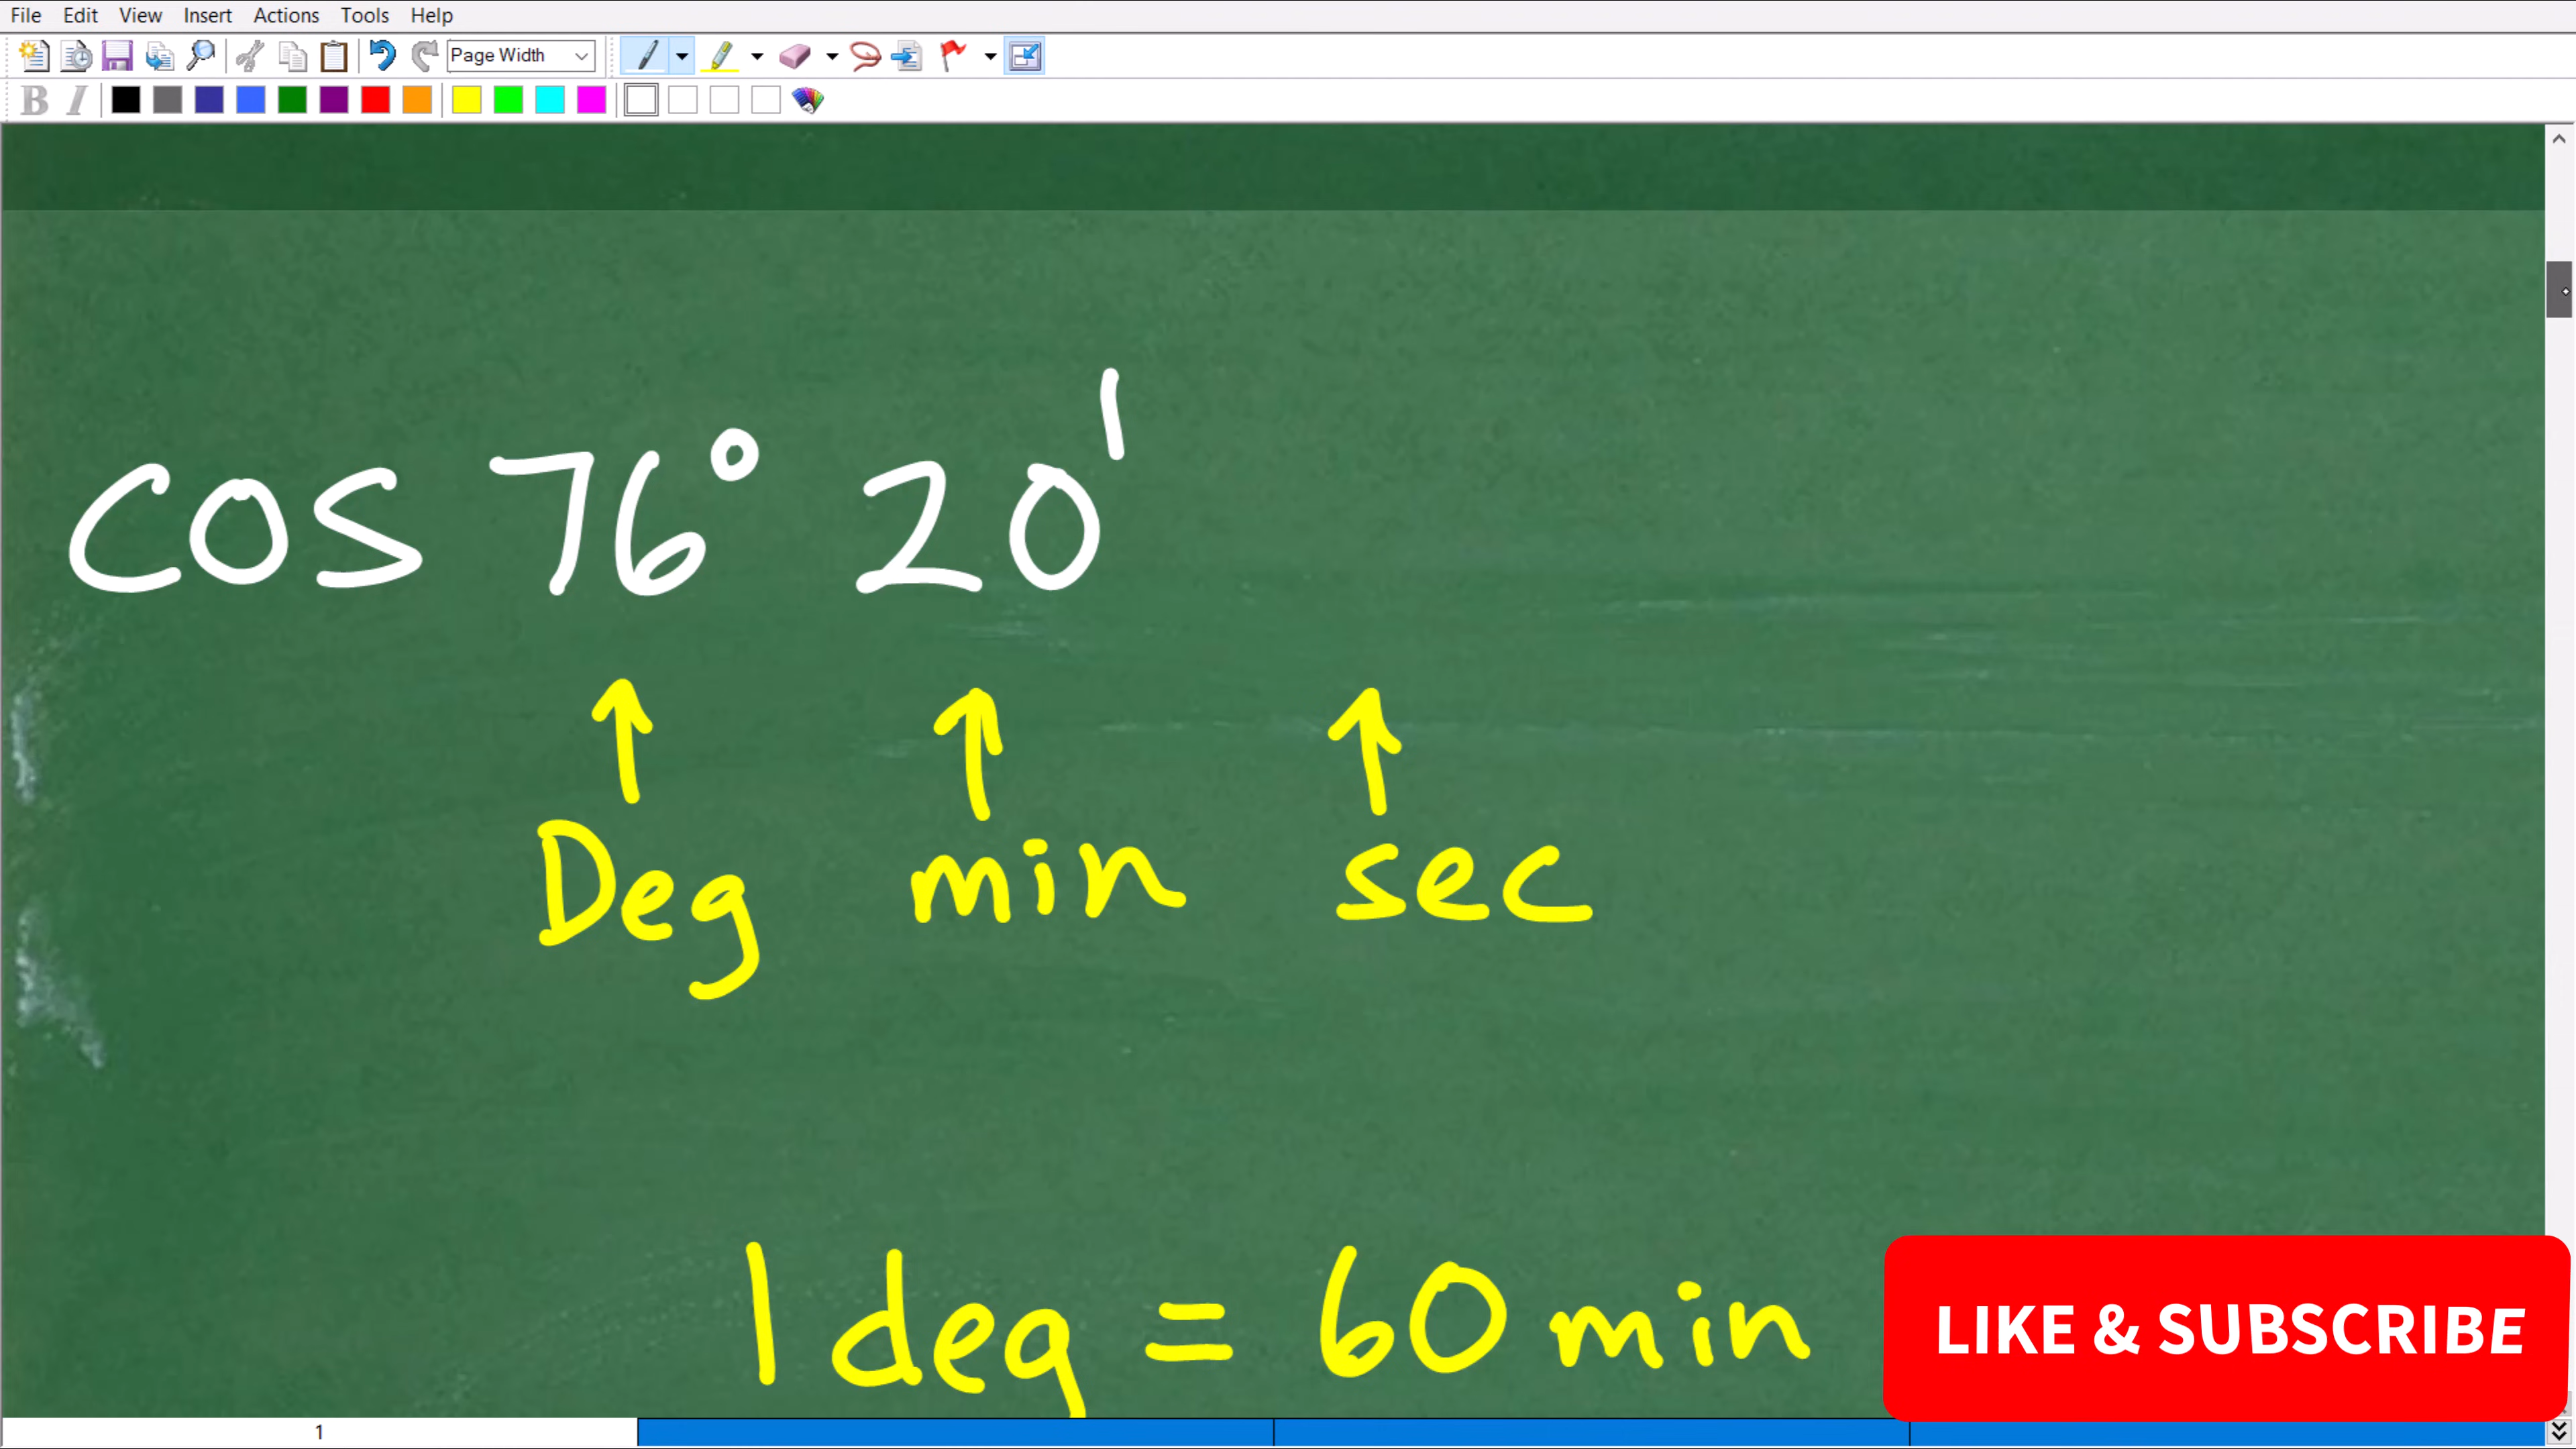 File Edit View Insert Actions Tools Help
Page Width
B I
cos 76° 20'
Deg min sec
1 deg = 60 min
LIKE & SUBSCRIBE
1